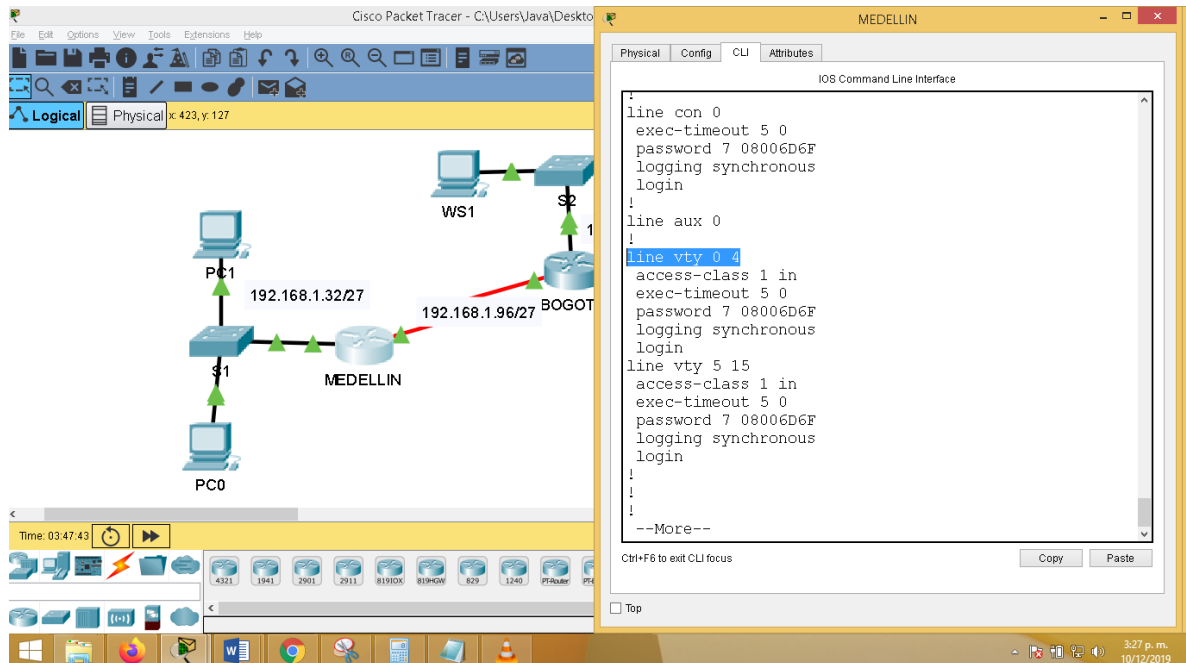 Cisco Packet Tracer - C:\Users\Java\Deskto
File Edit Options View Tools Extensions Help
Logical Physical x: 423, y: 127
WS1
S2
PC1
192.168.1.32/27
192.168.1.96/27
BOGOT
S1
MEDELLIN
PC0
Time: 03:47:43
4321 1941 2901 2911 819IOX 819HGW 829 1240 PT-Router
MEDELLIN
Physical Config CLI Attributes
IOS Command Line Interface
!
line con 0
exec-timeout 5 0
password 7 08006D6F
logging synchronous
login
!
line aux 0
!
line vty 0 4
access-class 1 in
exec-timeout 5 0
password 7 08006D6F
logging synchronous
login
line vty 5 15
access-class 1 in
exec-timeout 5 0
password 7 08006D6F
logging synchronous
login
!
!
!
--More--
Ctrl+F6 to exit CLI focus
Copy Paste
Top
3:27 p. m.
10/12/2019